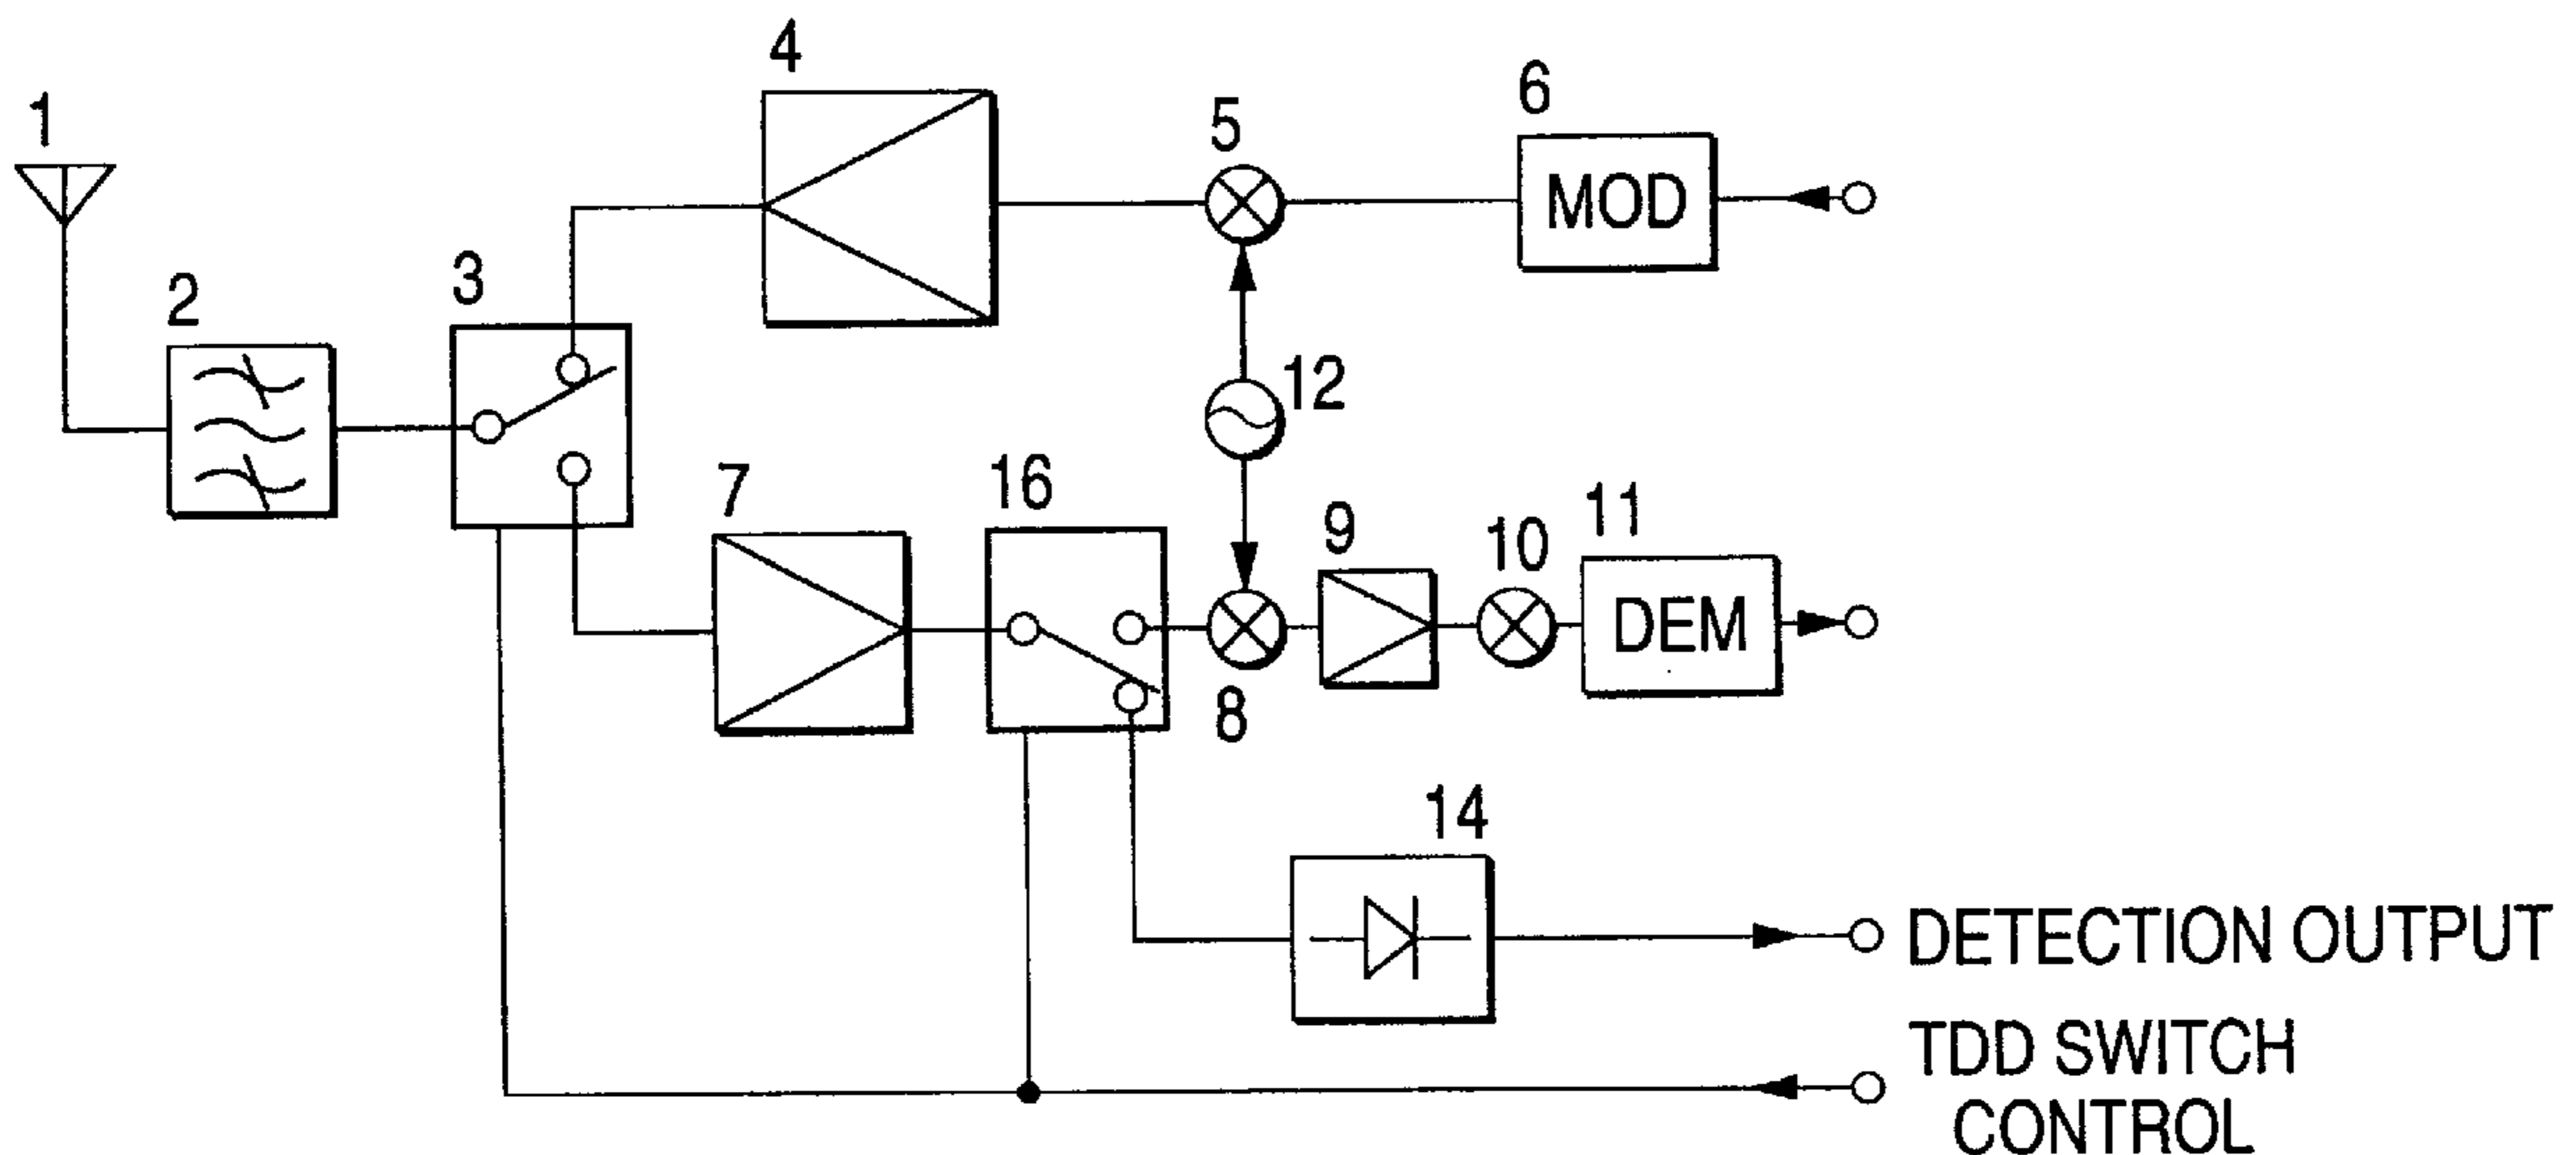 1
2
3
4
5
6
MOD
12
7
16
8
9
10
11
DEM
14
DETECTION OUTPUT
TDD SWITCH
CONTROL